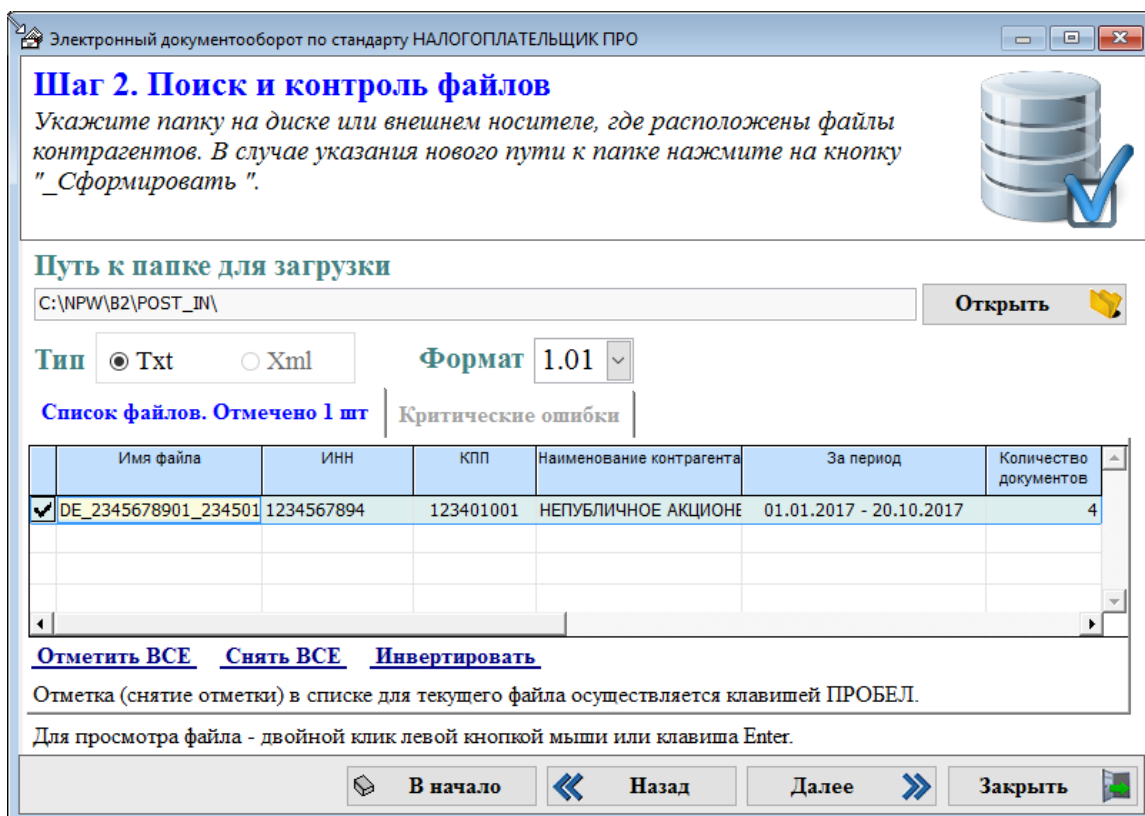 Электронный документооборот по стандарту НАЛОГОПЛАТЕЛЬЩИК ПРО
Шаг 2. Поиск и контроль файлов
Укажите папку на диске или внешнем носителе, где расположены файлы
контрагентов. В случае указания нового пути к папке нажмите на кнопку
"_Сформировать ".
Путь к папке для загрузки
C:\NPW\B2\POST_IN\ Открыть
Тип Txt Xml Формат 1.01
Список файлов. Отмечено 1 шт Критические ошибки
Имя файла ИНН КПП Наименование контрагента За период Количество
документов
DE_2345678901_234501 1234567894 123401001 НЕПУБЛИЧНОЕ АКЦИОНЕ 01.01.2017 - 20.10.2017 4
Отметить ВСЕ Снять ВСЕ Инвертировать
Отметка (снятие отметки) в списке для текущего файла осуществляется клавишей ПРОБЕЛ.
Для просмотра файла - двойной клик левой кнопкой мыши или клавиша Enter.
В начало Назад Далее Закрыть